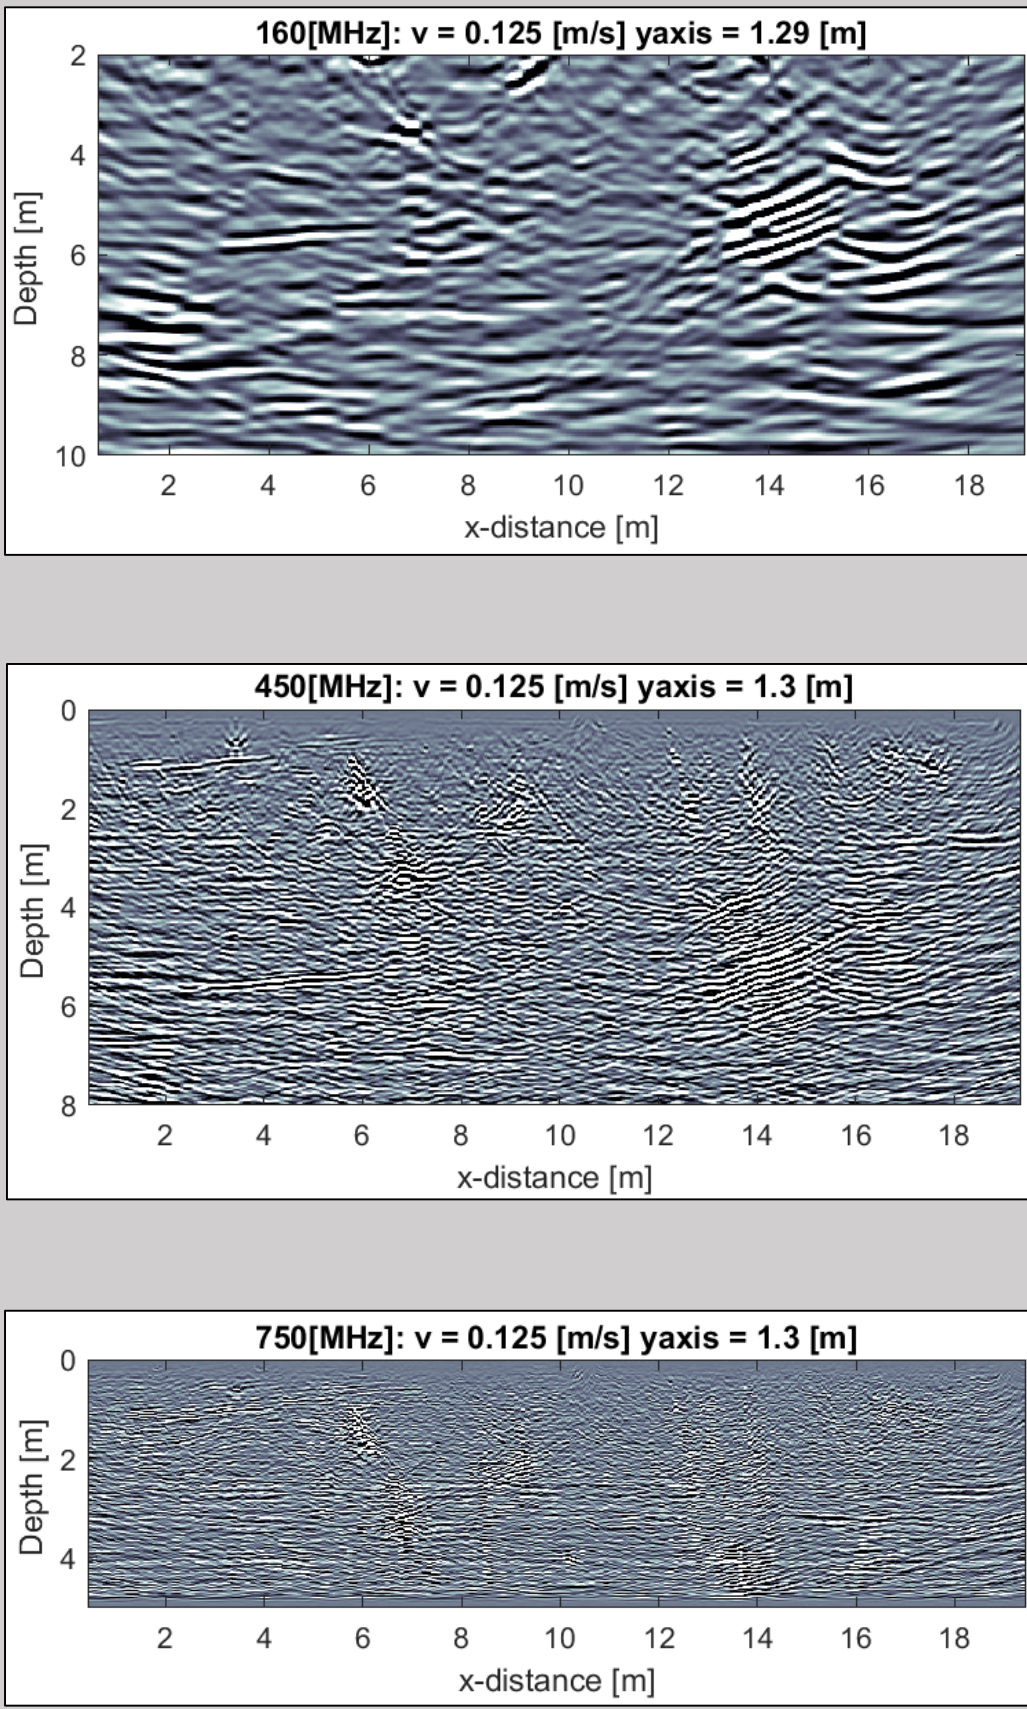 160[MHz]: v = 0.125 [m/s] yaxis = 1.29 [m]
2
4
6
8
10
Depth [m]
2 4 6 8 10 12 14 16 18
x-distance [m]
450[MHz]: v = 0.125 [m/s] yaxis = 1.3 [m]
0
2
4
6
8
Depth [m]
2 4 6 8 10 12 14 16 18
x-distance [m]
750[MHz]: v = 0.125 [m/s] yaxis = 1.3 [m]
0
2
4
Depth [m]
2 4 6 8 10 12 14 16 18
x-distance [m]